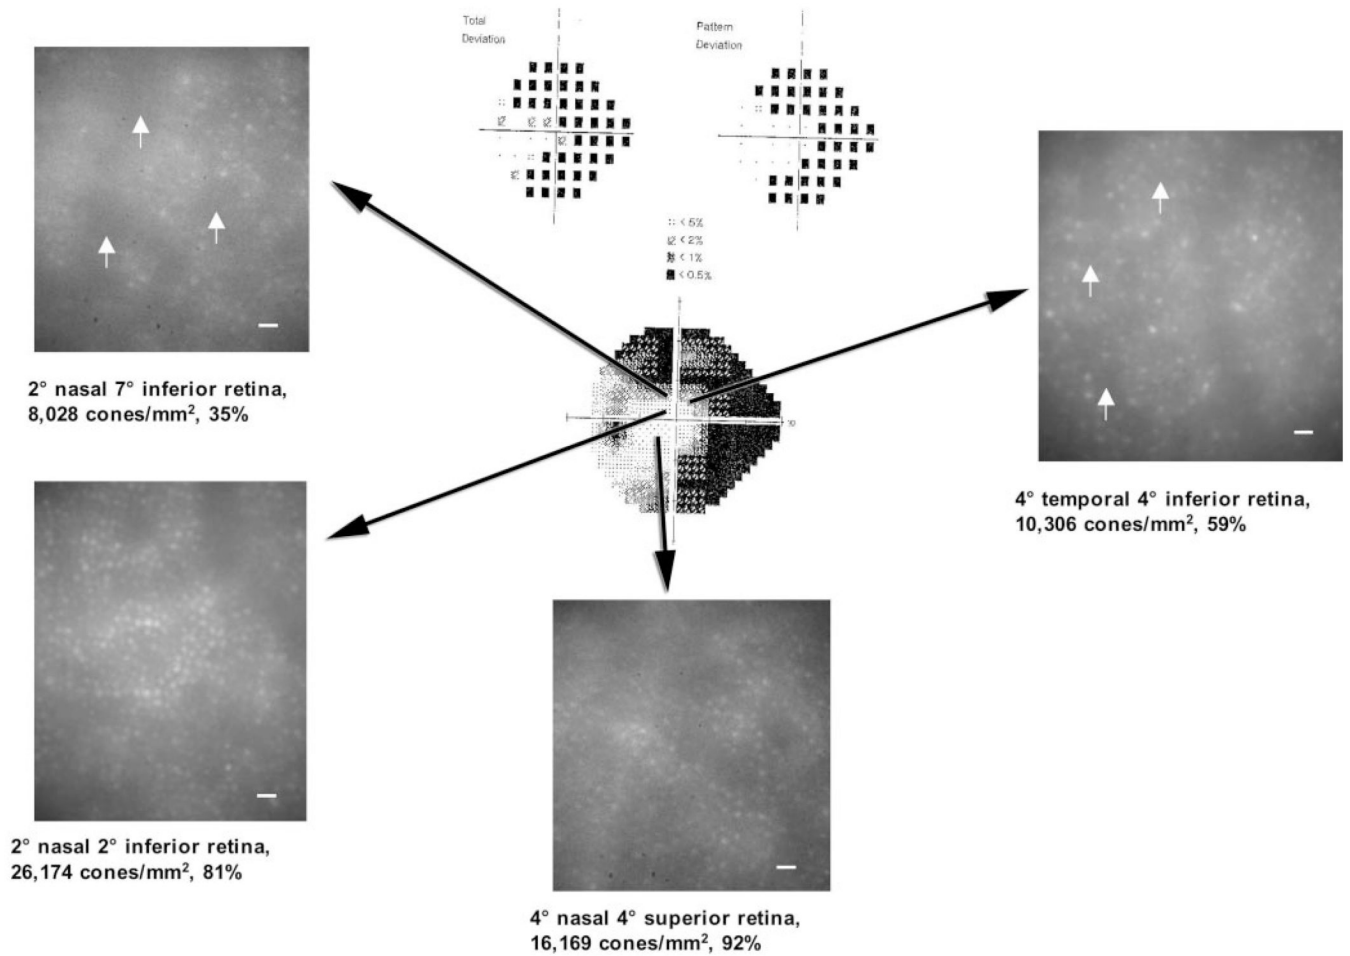 Total
Deviation
Pattern
Deviation
:: < 5%
< 2%
< 1%
■ < 0.5%
30
2° nasal 7° inferior retina,
8,028 cones/mm², 35%
4° temporal 4° inferior retina,
10,306 cones/mm², 59%
2° nasal 2° inferior retina,
26,174 cones/mm², 81%
4° nasal 4° superior retina,
16,169 cones/mm², 92%